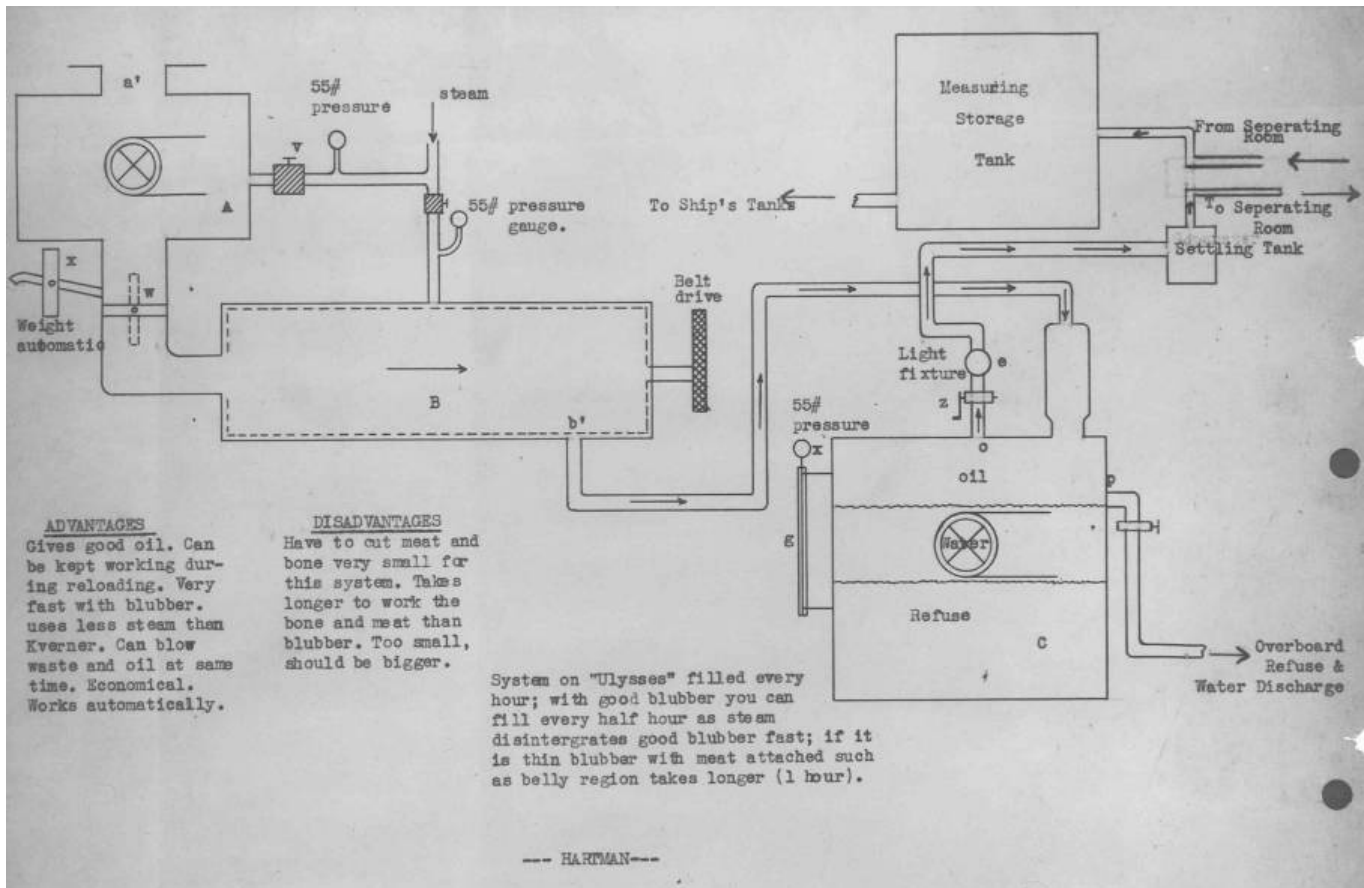 a'
55#
pressure
steam
v
A
55# pressure
gauge.
x
w
Weight
automatic
B
b'
Belt
drive
Measuring
Storage
Tank
From Seperating
Room
To Ship's Tanks
To Seperating
Room
Settling Tank
Light
fixture
e
z
55#
pressure
x
o
oil
p
g
Water
Refuse
C
Overboard
Refuse &
Water Discharge
ADVANTAGES
Gives good oil. Can
be kept working dur-
ing reloading. Very
fast with blubber.
uses less steam than
Kverner. Can blow
waste and oil at same
time. Economical.
Works automatically.
DISADVANTAGES
Have to cut meat and
bone very small for
this system. Takes
longer to work the
bone and meat than
blubber. Too small,
should be bigger.
System on "Ulysses" filled every
hour; with good blubber you can
fill every half hour as steam
disintergrates good blubber fast; if it
is thin blubber with meat attached such
as belly region takes longer (1 hour).
--- HARTMAN---